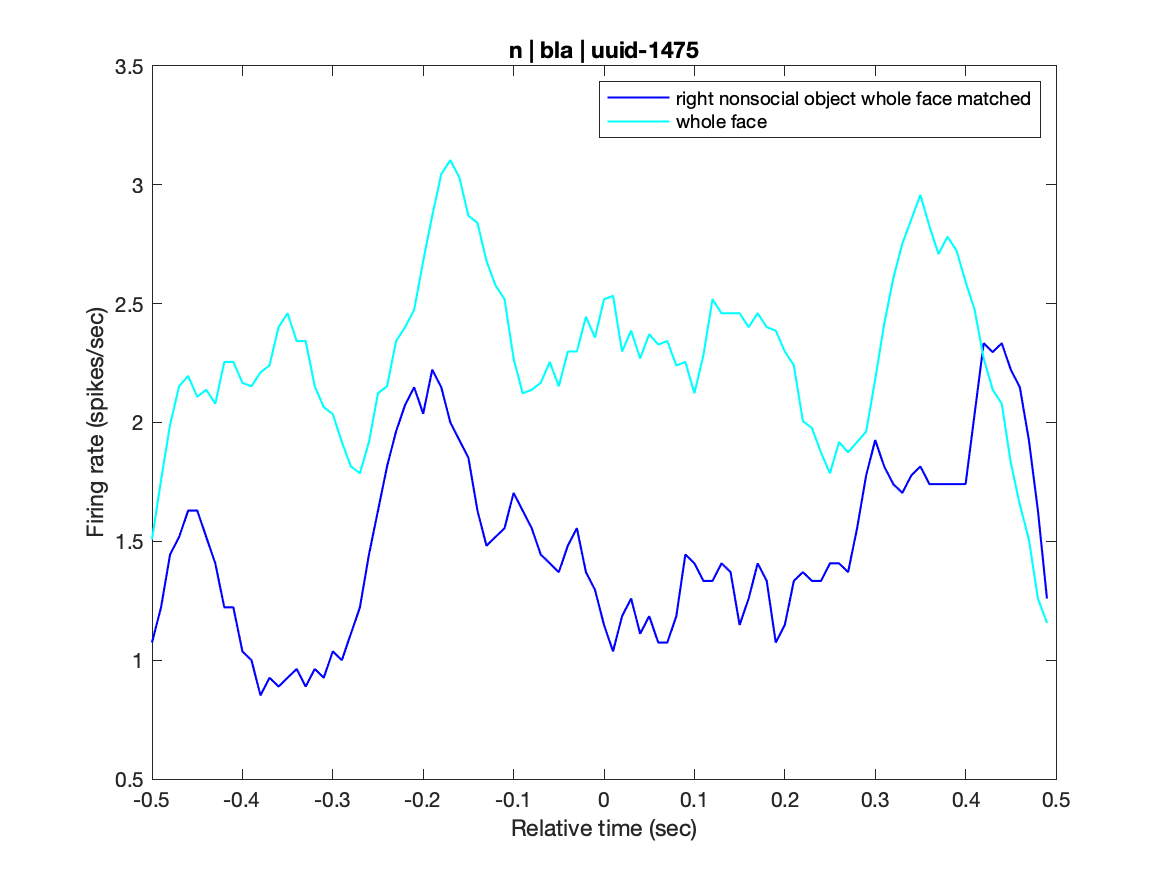 n | bla | uuid-1475
right nonsocial object whole face matched
whole face
Firing rate (spikes/sec)
3.5
3
2.5
2
1.5
1
0.5
-0.5 -0.4 -0.3 -0.2 -0.1 0 0.1 0.2 0.3 0.4 0.5
Relative time (sec)